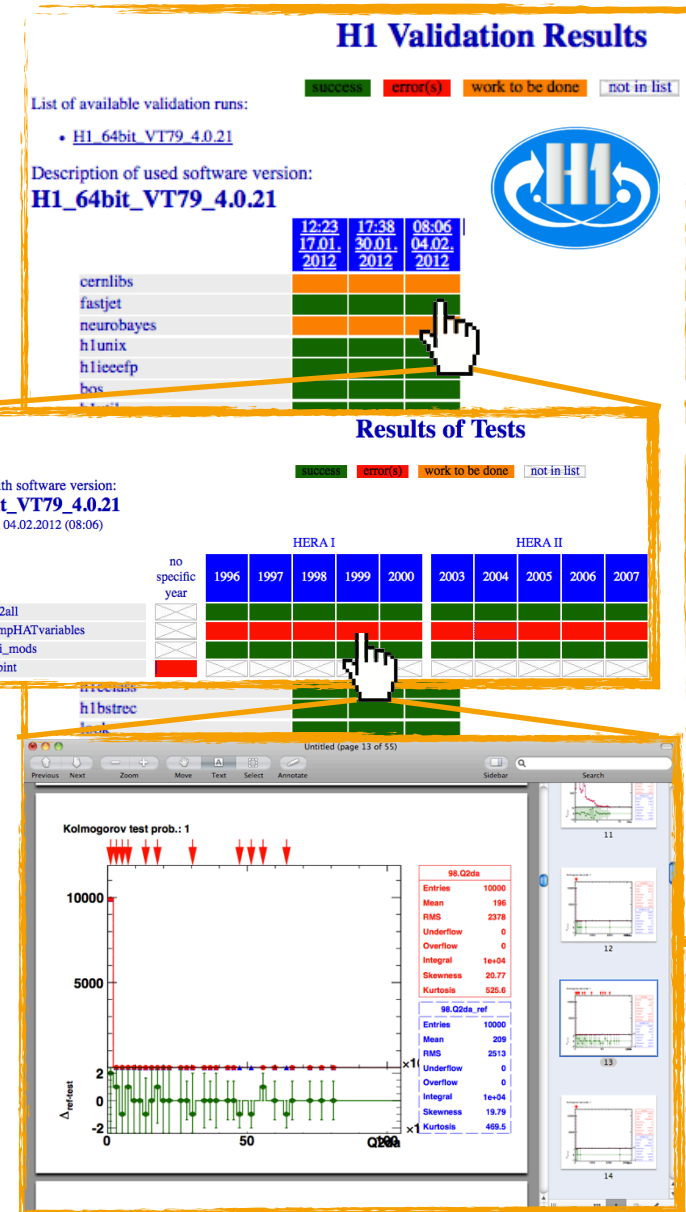 H1 Validation Results
success error(s) work to be done not in list
List of available validation runs:
• H1_64bit_VT79_4.0.21
Description of used software version:
H1_64bit_VT79_4.0.21
H1
12:23 17:38 08:06
17.01. 30.01. 04.02.
2012 2012 2012
cernlibs
fastjet
neurobayes
h1unix
h1ieeefp
bos
Results of Tests
success error(s) work to be done not in list
ith software version:
t_VT79_4.0.21
04.02.2012 (08:06)
HERA I HERA II
no
specific
year
1996 1997 1998 1999 2000 2003 2004 2005 2006 2007
2all
mpHATvariables
i_mods
oint
h1bstrec
look
Untitled (page 13 of 55)
Previous Next Zoom Move Text Select Annotate Sidebar Search
Kolmogorov test prob.: 1
10000
5000
2
0
-2
Δref-test
0 50
98.Q2da
Entries 10000
Mean 196
RMS 2378
Underflow 0
Overflow 0
Integral 1e+04
Skewness 20.77
Kurtosis 525.6
98.Q2da_ref
Entries 10000
Mean 209
RMS 2513
Underflow 0
Overflow 0
Integral 1e+04
Skewness 19.79
Kurtosis 469.5
11
12
13
14